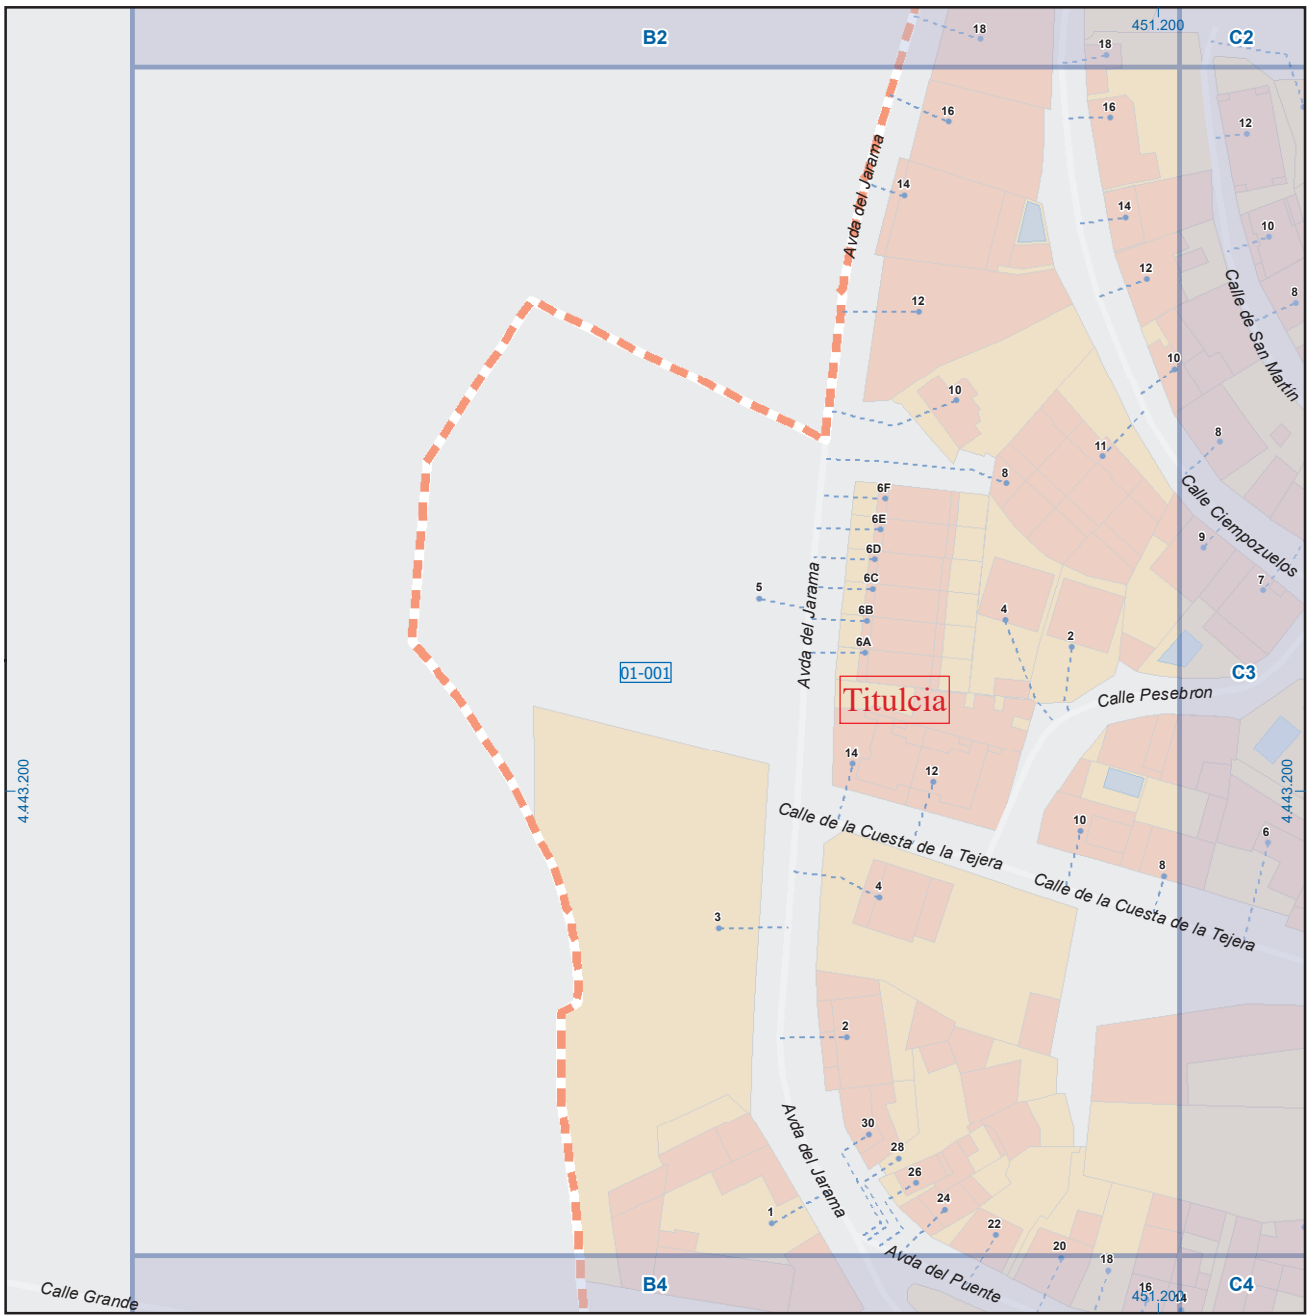 B2
451.200
C2
18
18
16
16
12
14
14
10
12
8
12
Avda del Jarama
Calle de San Martín
10
10
8
11
8
Calle Ciempozuelos
6F
6E
9
6D
6C
7
5
6B
4
2
6A
Avda del Jarama
01-001
C3
Titulcia
Calle Pesebron
14
12
4.443.200
4.443.200
Calle de la Cuesta de la Tejera
10
6
8
4
Calle de la Cuesta de la Tejera
3
2
Avda del Jarama
30
28
26
24
1
22
20
18
Avda del Puente
B4
16
451.200
14
C4
Calle Grande